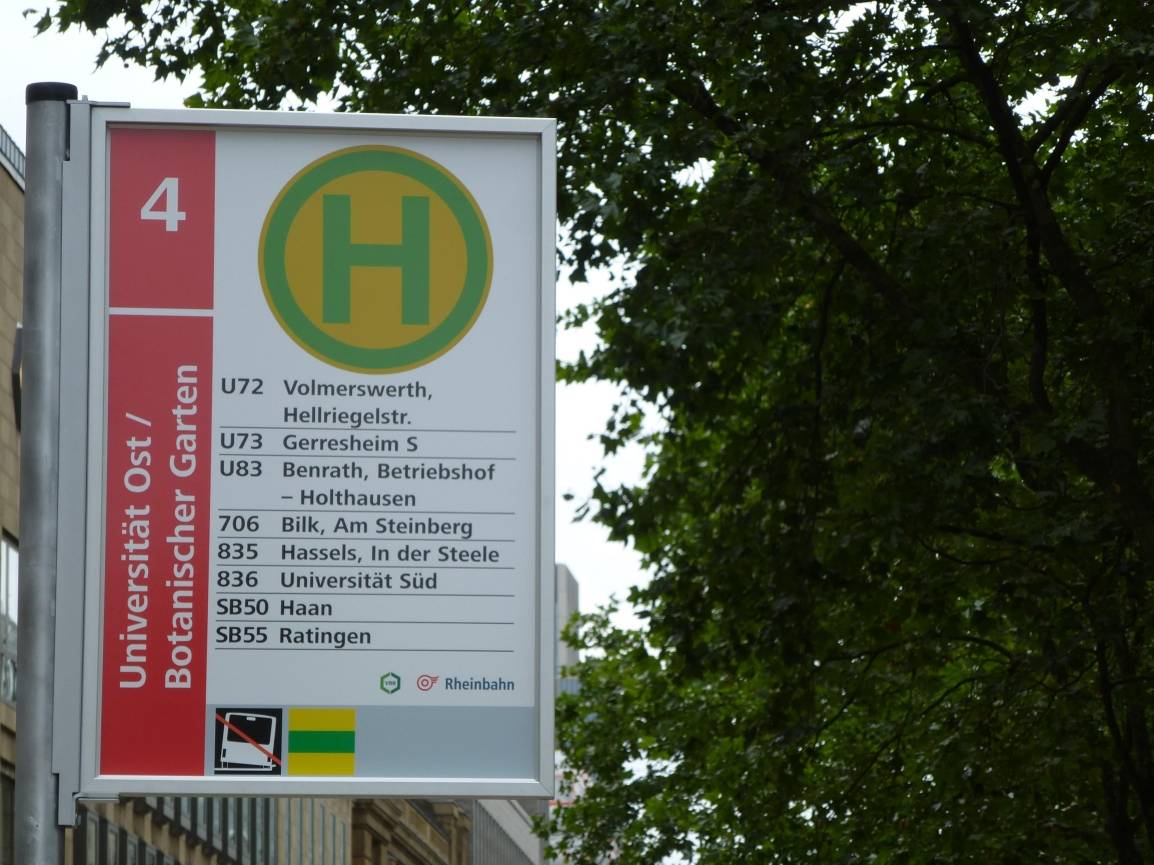 4
H
Universität Ost /
Botanischer Garten
U72 Volmerswerth,
Hellriegelstr.
U73 Gerresheim S
U83 Benrath, Betriebshof
– Holthausen
706 Bilk, Am Steinberg
835 Hassels, In der Steele
836 Universität Süd
SB50 Haan
SB55 Ratingen
VRR Rheinbahn